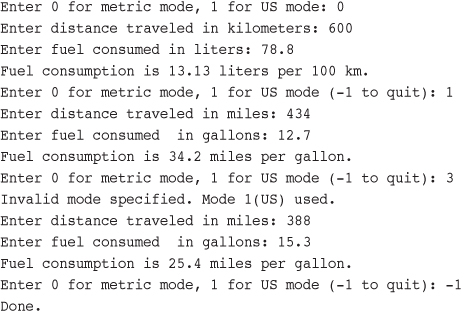 Enter 0 for metric mode, 1 for US mode: 0
Enter distance traveled in kilometers: 600
Enter fuel consumed in liters: 78.8
Fuel consumption is 13.13 liters per 100 km.
Enter 0 for metric mode, 1 for US mode (-1 to quit): 1
Enter distance traveled in miles: 434
Enter fuel consumed  in gallons: 12.7
Fuel consumption is 34.2 miles per gallon.
Enter 0 for metric mode, 1 for US mode (-1 to quit): 3
Invalid mode specified. Mode 1(US) used.
Enter distance traveled in miles: 388
Enter fuel consumed  in gallons: 15.3
Fuel consumption is 25.4 miles per gallon.
Enter 0 for metric mode, 1 for US mode (-1 to quit): -1
Done.